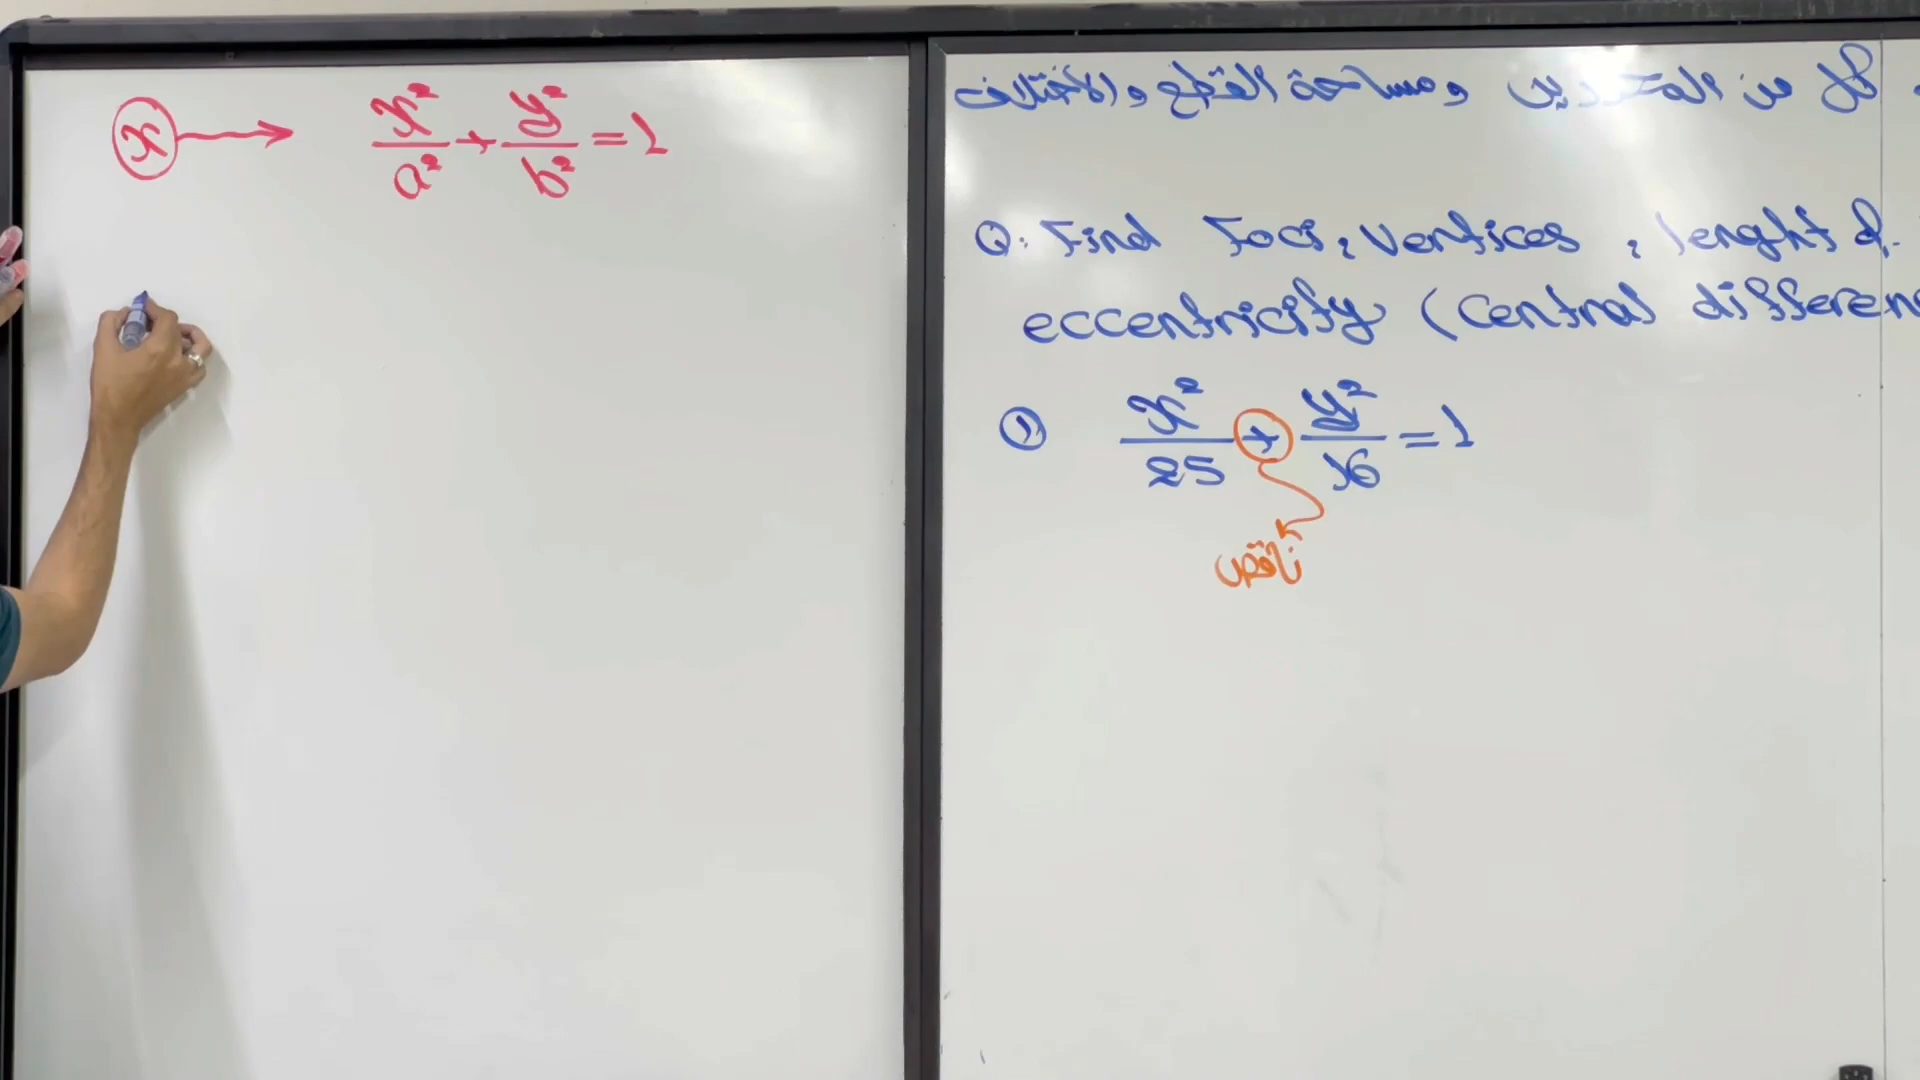 x → x²/a² + y²/b² = 1
كل من المحورين ومساحة القطع والاختلاف
Q: Find Foci, Vertices, lenght of
eccentricity (Central differen
① x²/25 + y²/16 = 1
ناقص